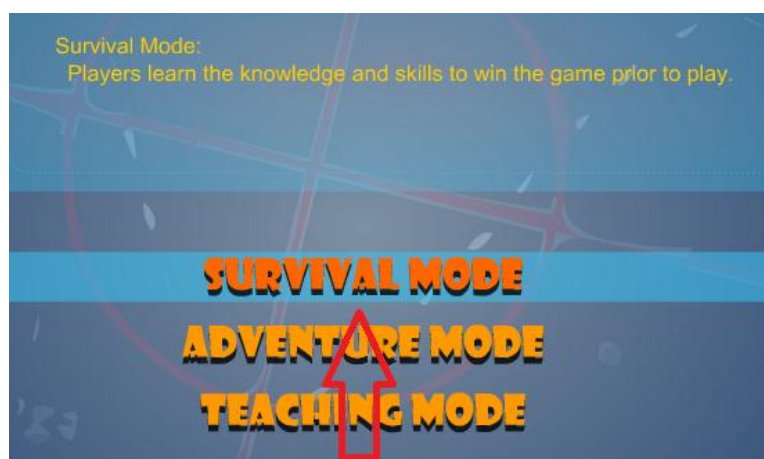 Survival Mode:
Players learn the knowledge and skills to win the game prior to play.
SURVIVAL MODE
ADVENTURE MODE
TEACHING MODE